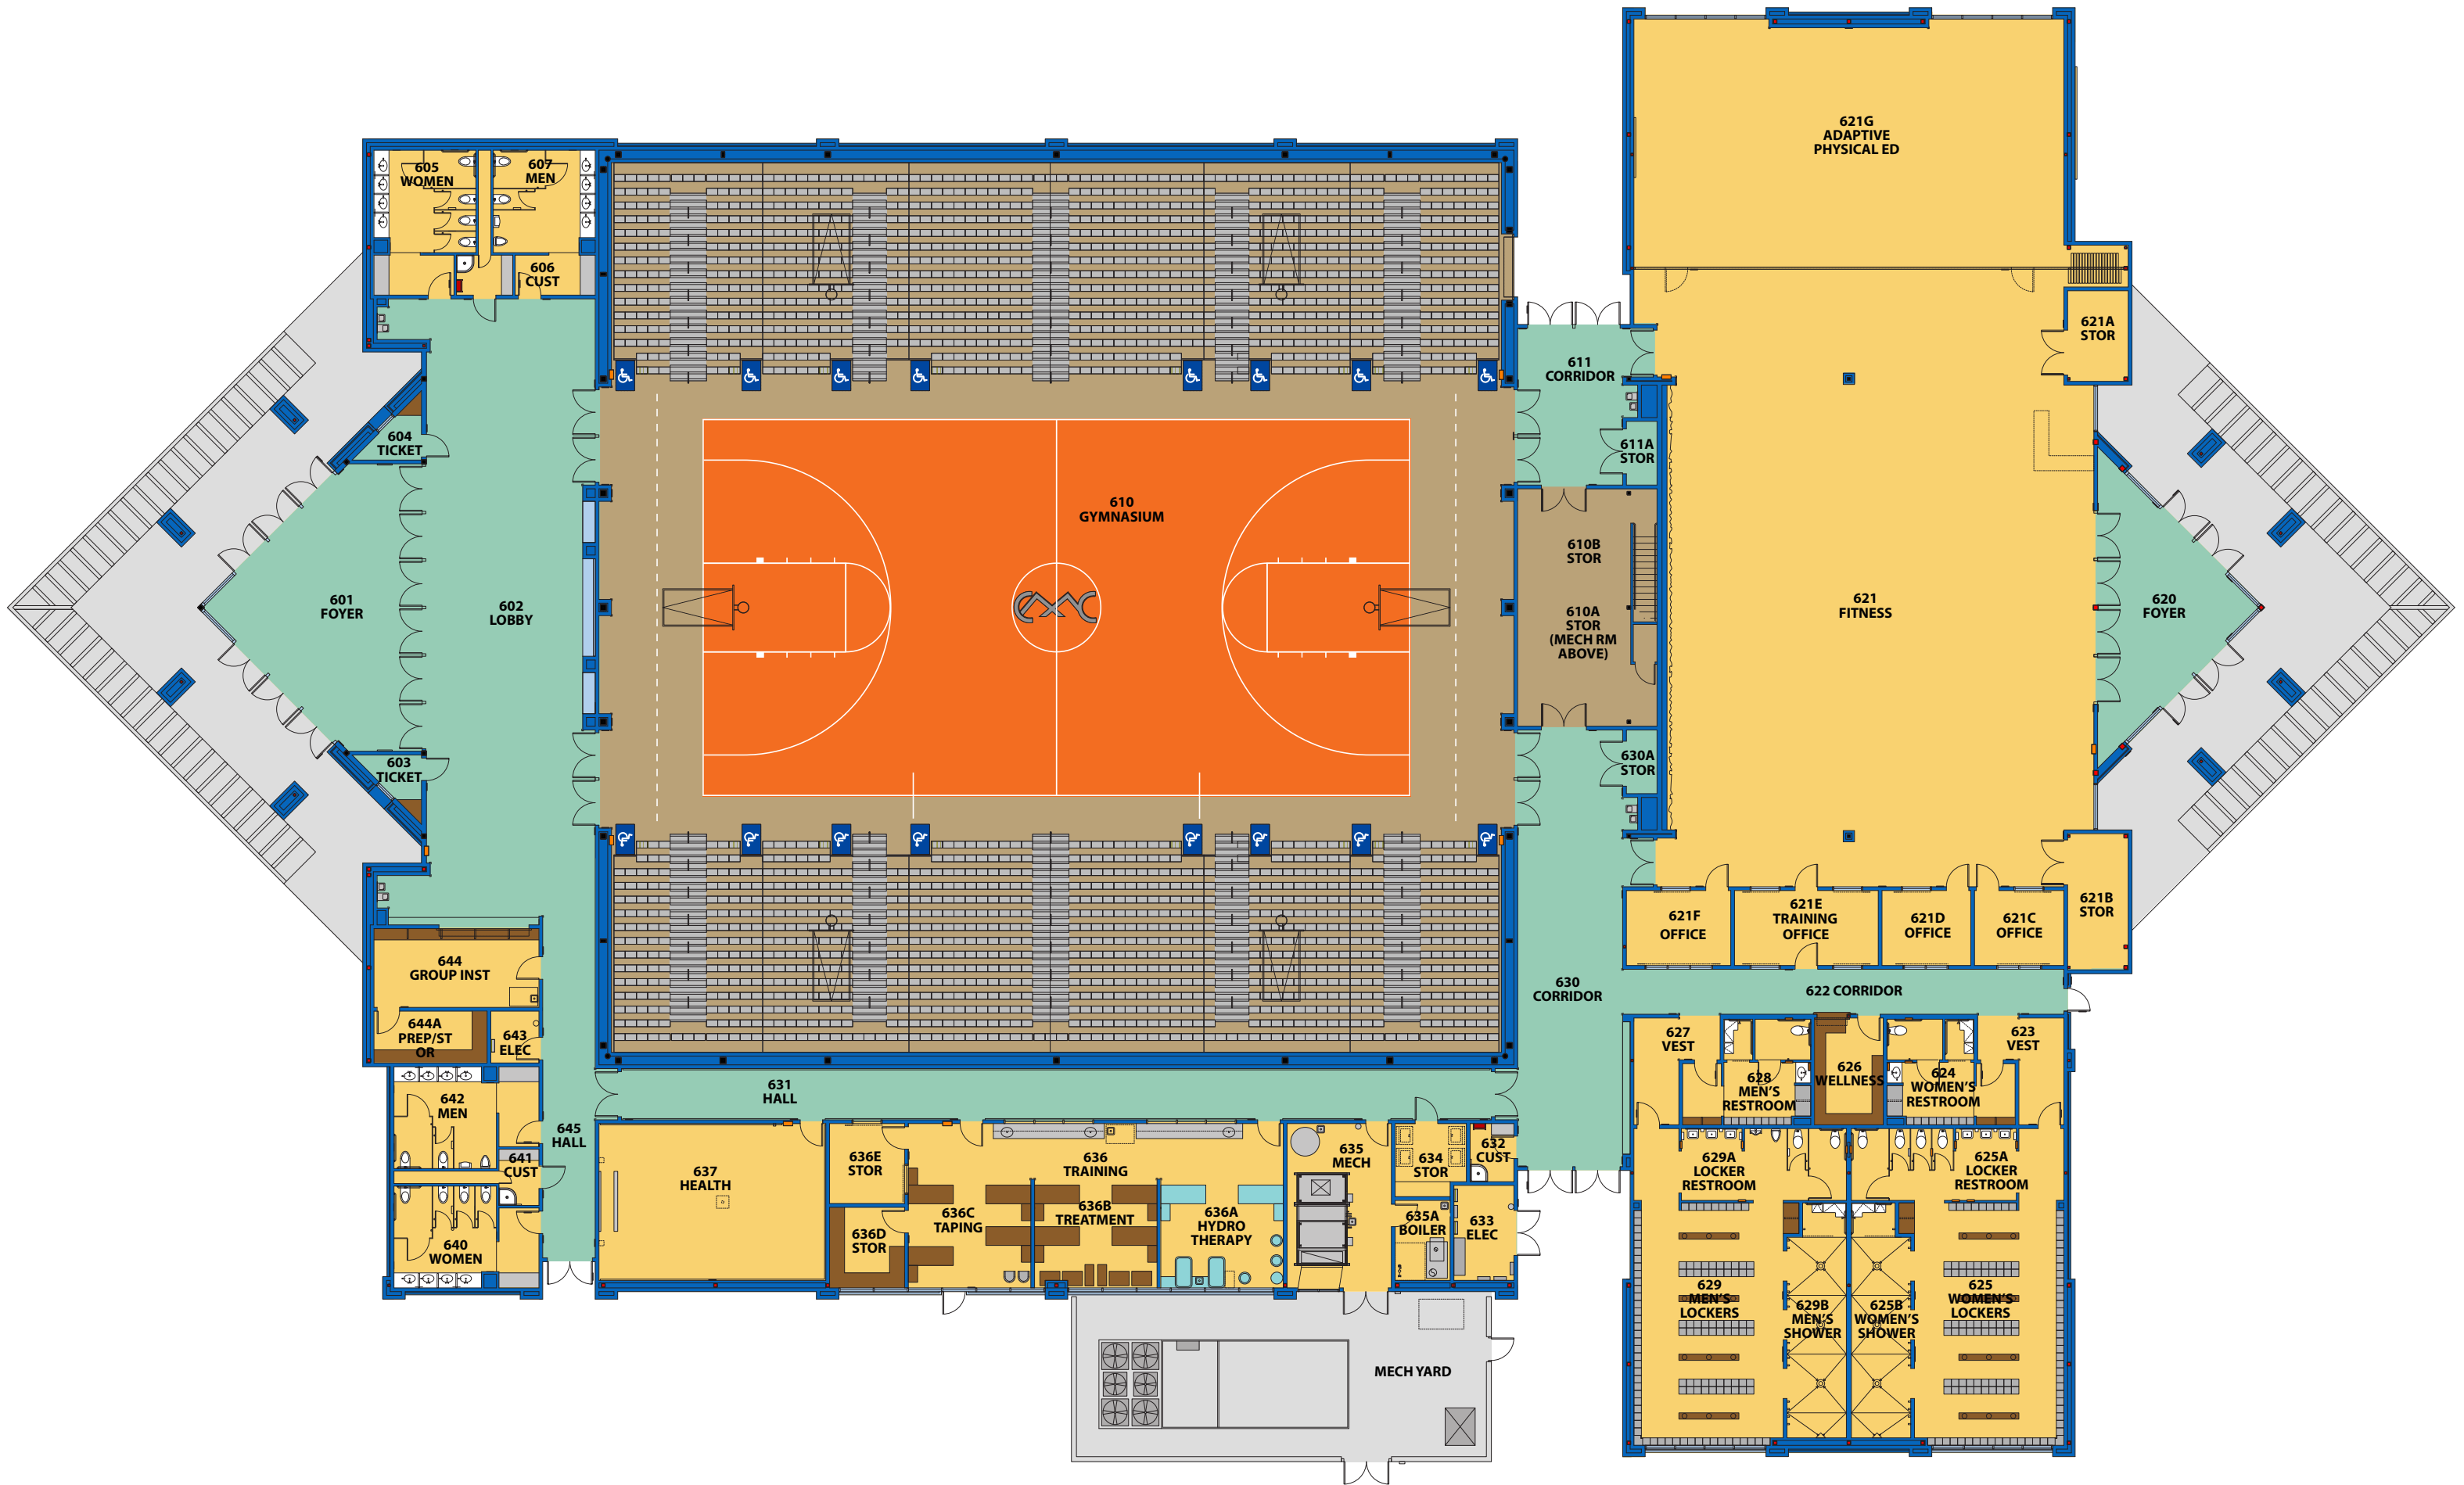 621G
ADAPTIVE
PHYSICAL ED
605
WOMEN
607
MEN
606
CUST
621A
STOR
611
CORRIDOR
604
TICKET
611A
STOR
610
GYMNASIUM
610B
STOR
601
FOYER
602
LOBBY
610A
STOR
(MECH RM
ABOVE)
621
FITNESS
620
FOYER
603
TICKET
630A
STOR
621F
OFFICE
621E
TRAINING
OFFICE
621D
OFFICE
621C
OFFICE
621B
STOR
644
GROUP INST
630
CORRIDOR
622 CORRIDOR
644A
PREP/ST
OR
643
ELEC
627
VEST
623
VEST
626
WELLNESS
628
MEN'S
RESTROOM
624
WOMEN'S
RESTROOM
631
HALL
642
MEN
645
HALL
641
CUST
637
HEALTH
636E
STOR
636
TRAINING
635
MECH
634
STOR
632
CUST
629A
LOCKER
RESTROOM
625A
LOCKER
RESTROOM
640
WOMEN
636D
STOR
636C
TAPING
636B
TREATMENT
636A
HYDRO
THERAPY
635A
BOILER
633
ELEC
629
MEN'S
LOCKERS
629B
MEN'S
SHOWER
625B
WOMEN'S
SHOWER
625
WOMEN'S
LOCKERS
MECH YARD